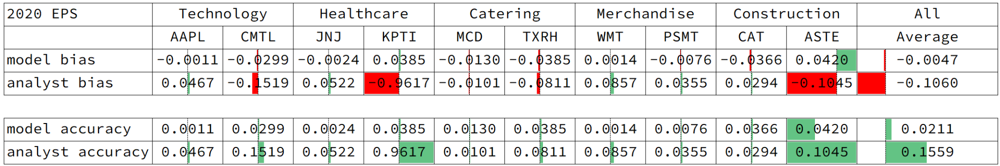 2020 EPS Technology Healthcare Catering Merchandise Construction All
AAPL CMTL JNJ KPTI MCD TXRH WMT PSMT CAT ASTE Average
model bias -0.0011 -0.0299 -0.0024 0.0385 -0.0130 -0.0385 0.0014 -0.0076 -0.0366 0.0420 -0.0047
analyst bias 0.0467 -0.1519 0.0522 -0.9617 -0.0101 -0.0811 0.0857 0.0355 0.0294 -0.1045 -0.1060
model accuracy 0.0011 0.0299 0.0024 0.0385 0.0130 0.0385 0.0014 0.0076 0.0366 0.0420 0.0211
analyst accuracy 0.0467 0.1519 0.0522 0.9617 0.0101 0.0811 0.0857 0.0355 0.0294 0.1045 0.1559